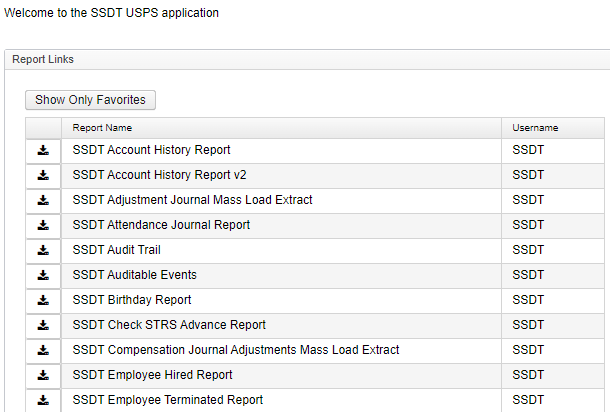 Welcome to the SSDT USPS application
Report Links
Show Only Favorites
Report Name Username
SSDT Account History Report SSDT
SSDT Account History Report v2 SSDT
SSDT Adjustment Journal Mass Load Extract SSDT
SSDT Attendance Journal Report SSDT
SSDT Audit Trail SSDT
SSDT Auditable Events SSDT
SSDT Birthday Report SSDT
SSDT Check STRS Advance Report SSDT
SSDT Compensation Journal Adjustments Mass Load Extract SSDT
SSDT Employee Hired Report SSDT
SSDT Employee Terminated Report SSDT